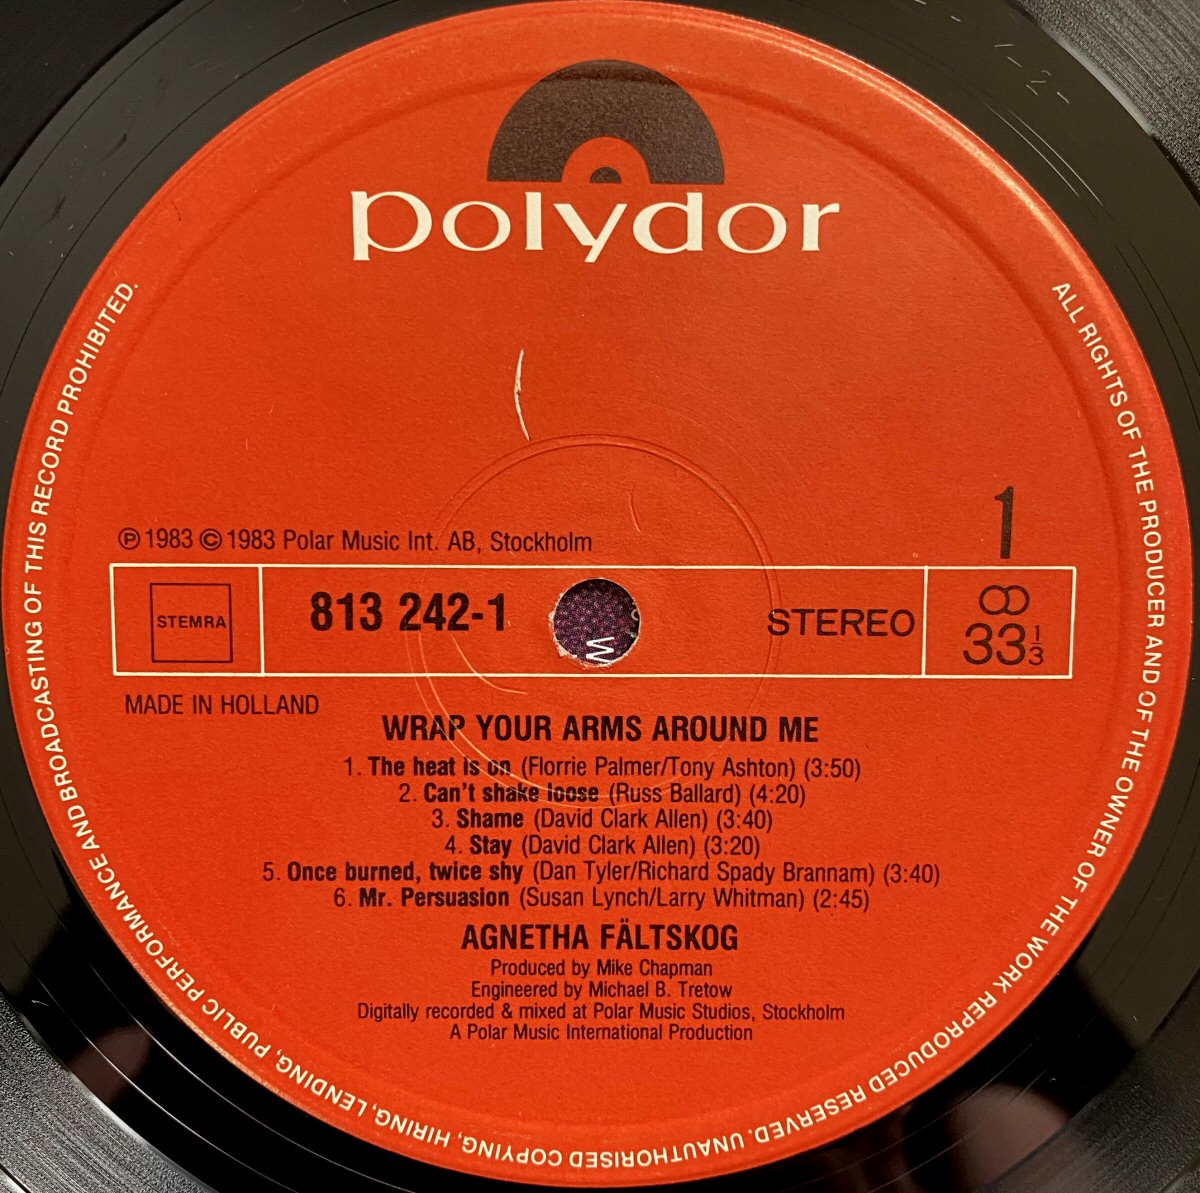 polydor
ALL RIGHTS OF THE PRODUCER AND OF THE OWNER OF THE WORK REPRODUCED RESERVED. UNAUTHORISED COPYING, HIRING, LENDING, PUBLIC PERFORMANCE AND BROADCASTING OF THIS RECORD PROHIBITED.
1
℗ 1983 © 1983 Polar Music Int. AB, Stockholm
STEMRA
813 242-1
STEREO
33 1/3
MADE IN HOLLAND
WRAP YOUR ARMS AROUND ME
1. The heat is on (Florrie Palmer/Tony Ashton) (3:50)
2. Can't shake loose (Russ Ballard) (4:20)
3. Shame (David Clark Allen) (3:40)
4. Stay (David Clark Allen) (3:20)
5. Once burned, twice shy (Dan Tyler/Richard Spady Brannam) (3:40)
6. Mr. Persuasion (Susan Lynch/Larry Whitman) (2:45)
AGNETHA FÄLTSKOG
Produced by Mike Chapman
Engineered by Michael B. Tretow
Digitally recorded & mixed at Polar Music Studios, Stockholm
A Polar Music International Production